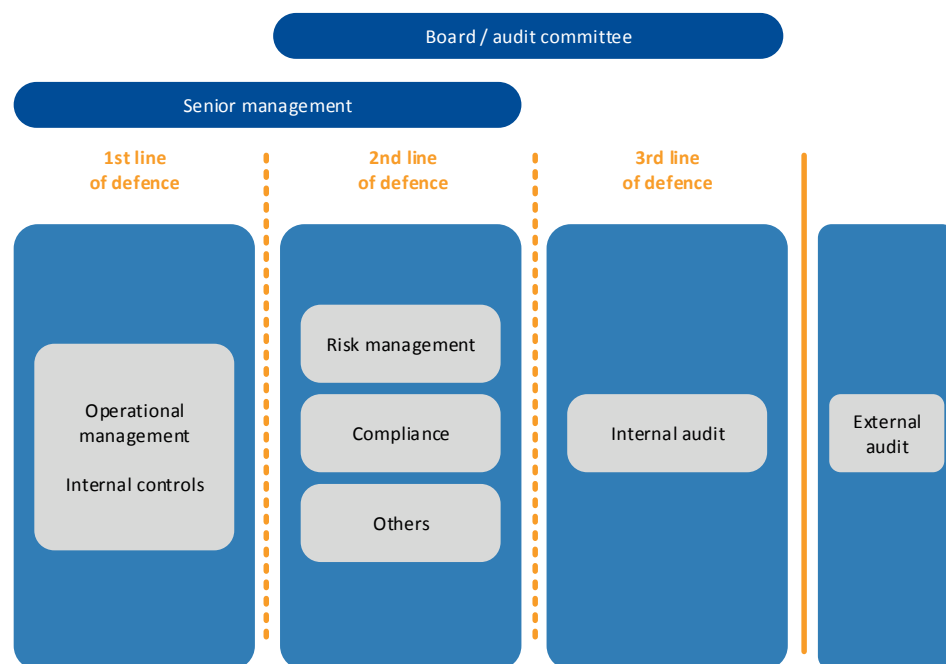 Board / audit committee
Senior management
1st line
of defence
2nd line
of defence
3rd line
of defence
Operational
management
Internal controls
Risk management
Compliance
Others
Internal audit
External
audit